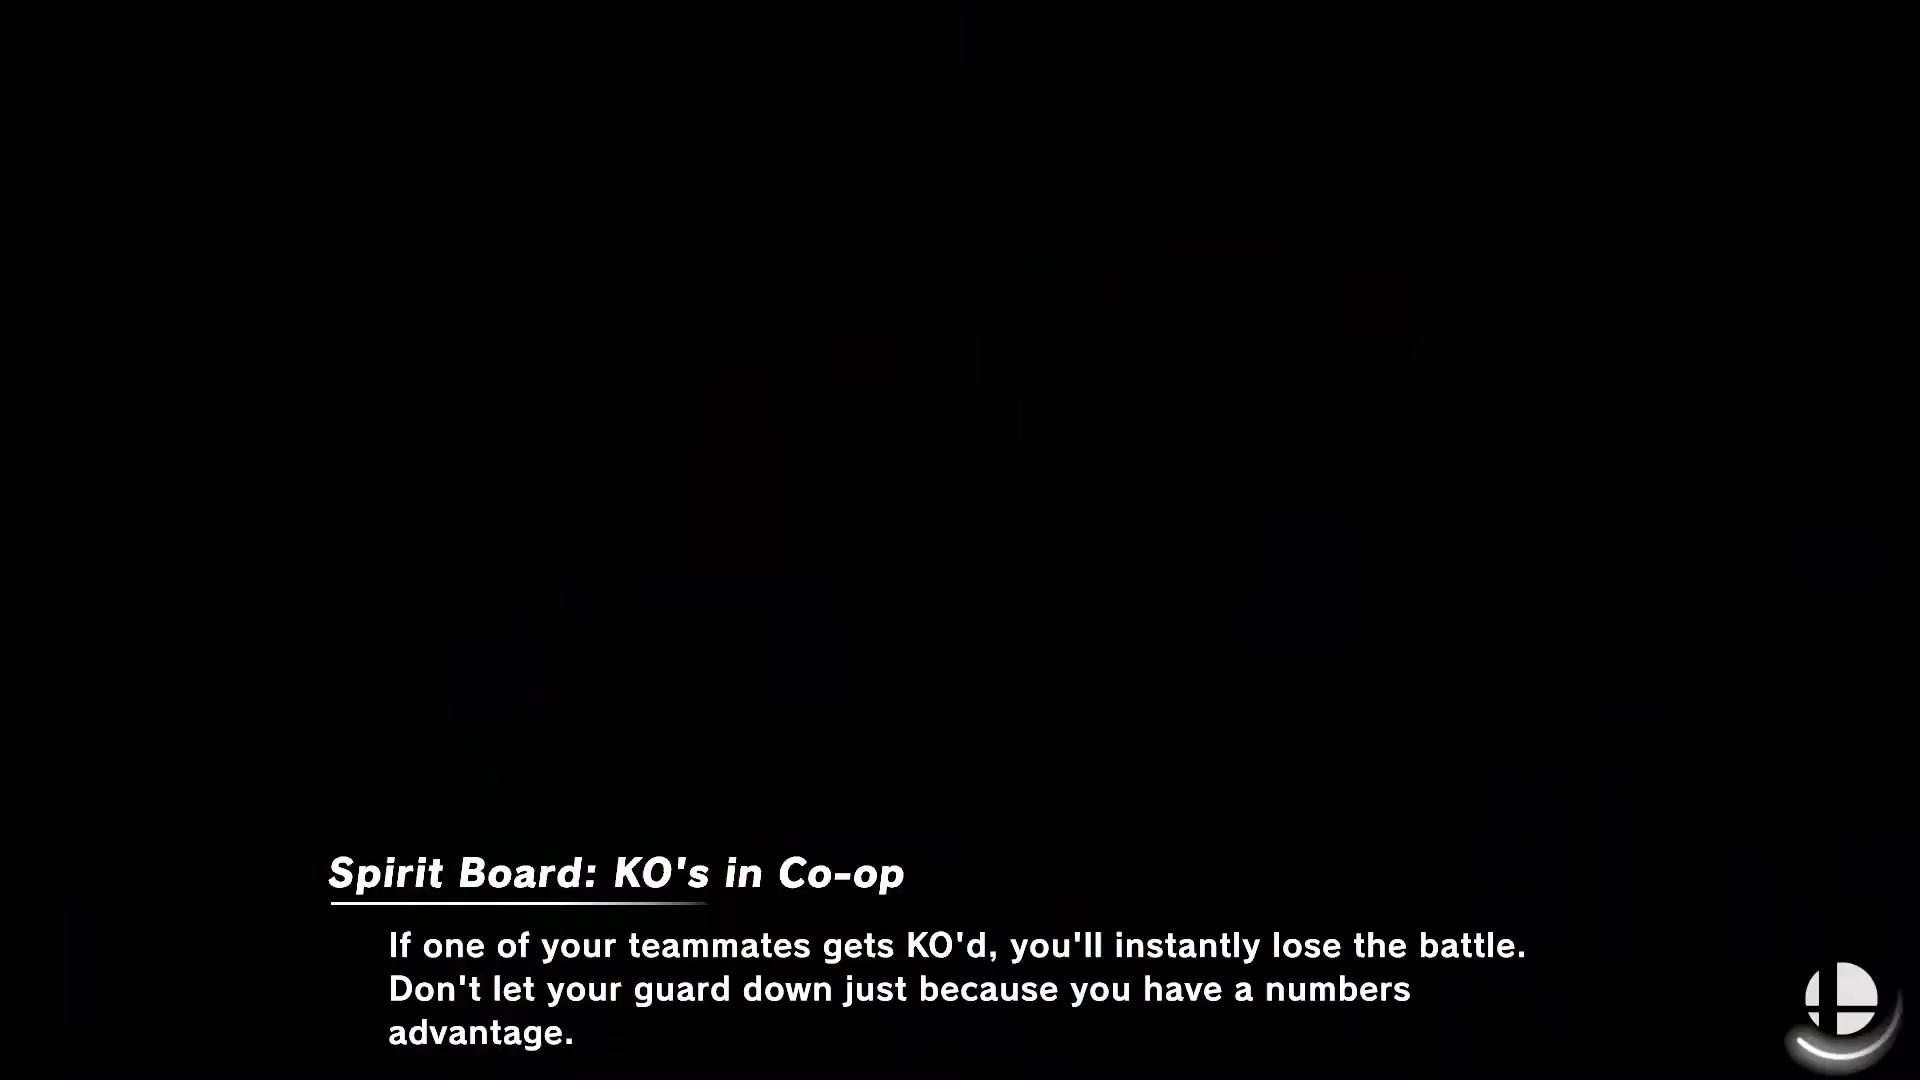 Spirit Board: KO's in Co-op
If one of your teammates gets KO'd, you'll instantly lose the battle.
Don't let your guard down just because you have a numbers
advantage.